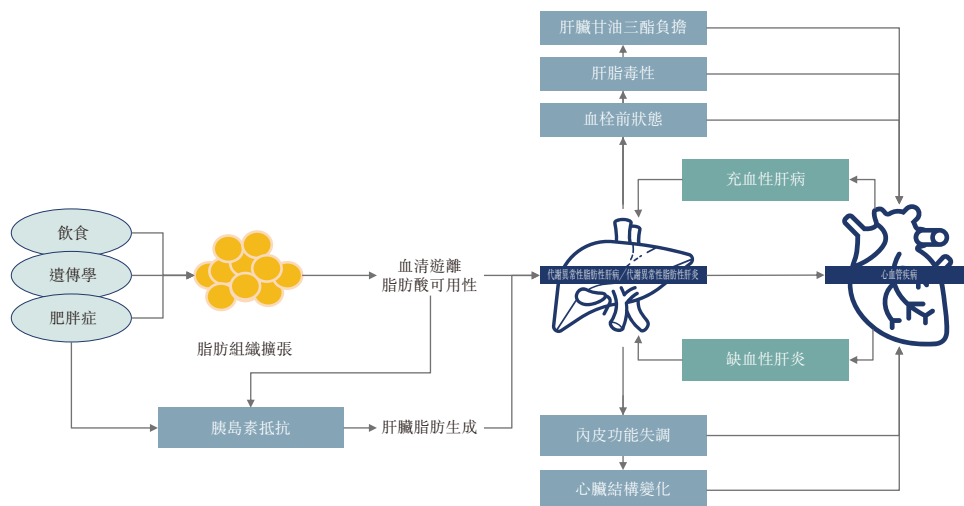 肝臟甘油三酯負擔
肝脂毒性
血栓前狀態
充血性肝病
飲食
遺傳學
肥胖症
血清遊離
脂肪酸可用性
代謝異常性脂肪性肝病/代謝異常性脂肪性肝炎
心血管疾病
脂肪組織擴張
缺血性肝炎
胰島素抵抗
肝臟脂肪生成
內皮功能失調
心臟結構變化